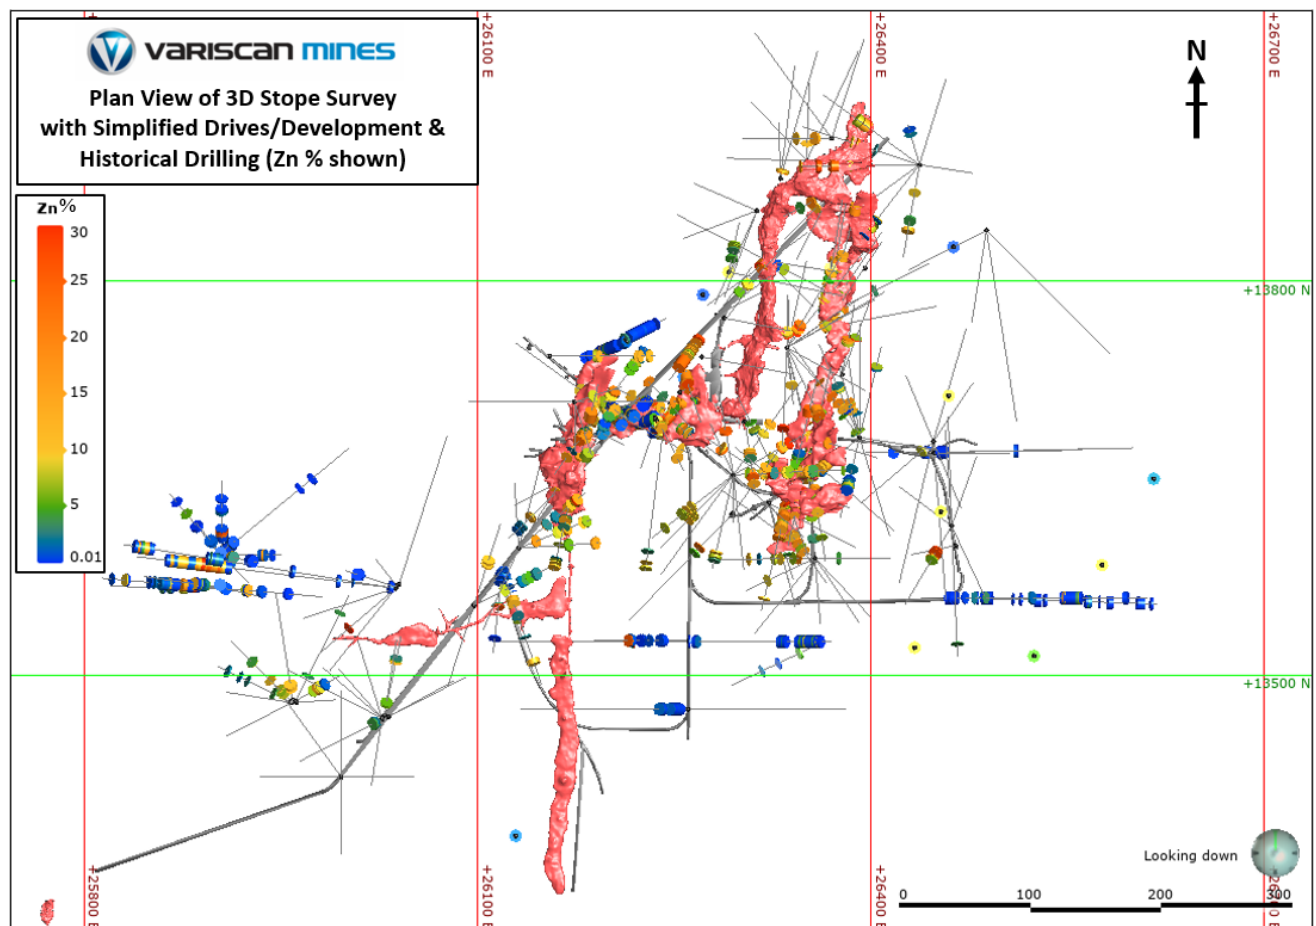 VARISCAN MINES
Plan View of 3D Stope Survey
with Simplified Drives/Development &
Historical Drilling (Zn % shown)
Zn%
30
25
20
15
10
5
0.01
+26100 E
+26400 E
+26700 E
N
+13800 N
+13500 N
Looking down
+25800 E
+26100 E
+26400 E
0
100
200
300